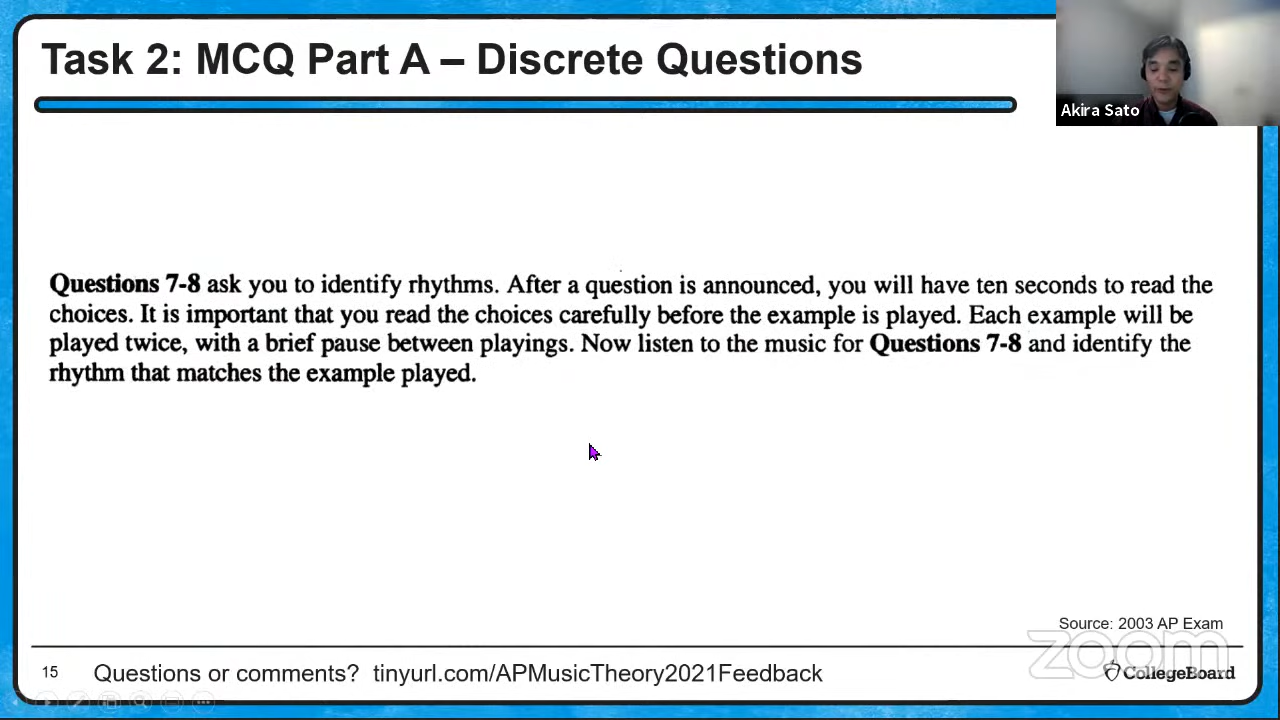 Task 2: MCQ Part A – Discrete Questions
Akira Sato
Questions 7-8 ask you to identify rhythms. After a question is announced, you will have ten seconds to read the
choices. It is important that you read the choices carefully before the example is played. Each example will be
played twice, with a brief pause between playings. Now listen to the music for Questions 7-8 and identify the
rhythm that matches the example played.
Source: 2003 AP Exam
zoom
15 Questions or comments? tinyurl.com/APMusicTheory2021Feedback
CollegeBoard